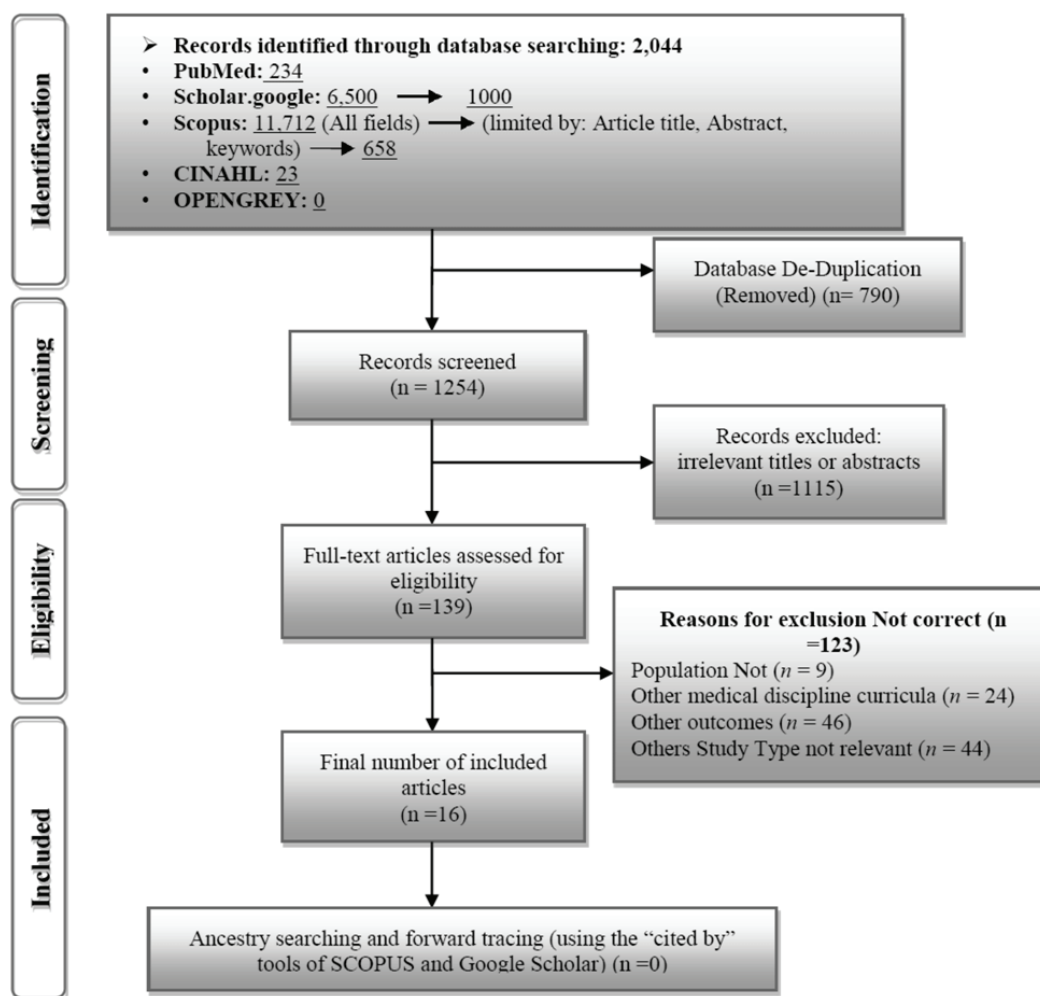 Identification
➢ Records identified through database searching: 2,044
• PubMed: 234
• Scholar.google: 6,500 → 1000
• Scopus: 11,712 (All fields) → (limited by: Article title, Abstract,
keywords) → 658
• CINAHL: 23
• OPENGREY: 0
Database De-Duplication
(Removed) (n= 790)
Screening
Records screened
(n = 1254)
Records excluded:
irrelevant titles or abstracts
(n =1115)
Eligibility
Full-text articles assessed for
eligibility
(n =139)
Reasons for exclusion Not correct (n
=123)
Population Not (n = 9)
Other medical discipline curricula (n = 24)
Other outcomes (n = 46)
Others Study Type not relevant (n = 44)
Included
Final number of included
articles
(n =16)
Ancestry searching and forward tracing (using the “cited by”
tools of SCOPUS and Google Scholar) (n =0)